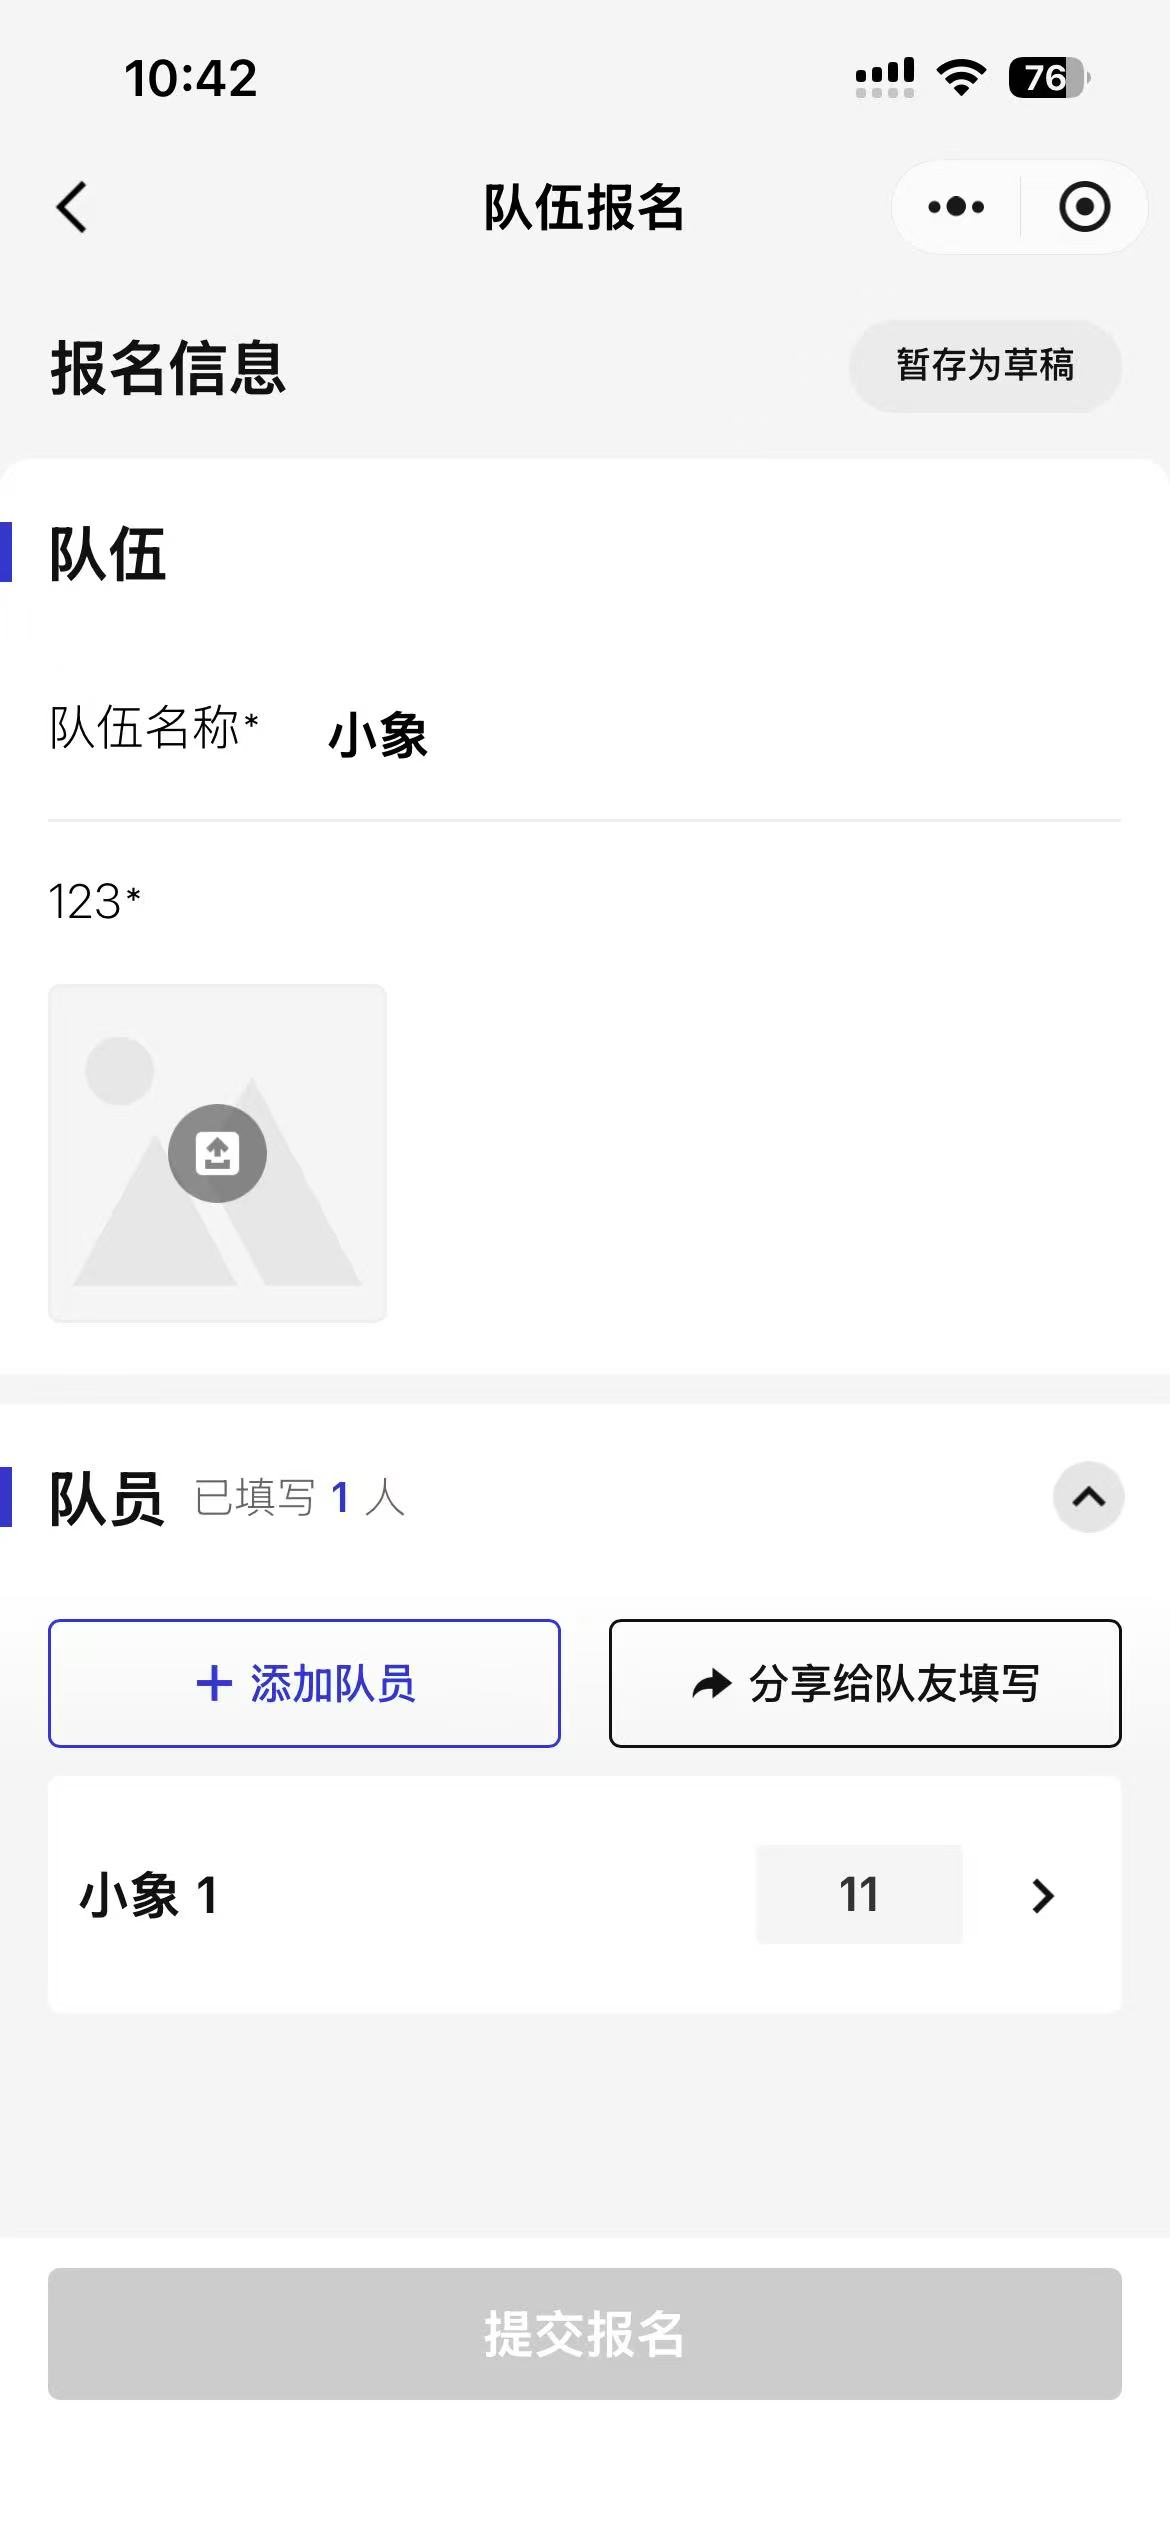 10:42
76
队伍报名
报名信息
暂存为草稿
队伍
队伍名称* 小象
123*
队员 已填写 1 人
+ 添加队员
分享给队友填写
小象 1
11
提交报名